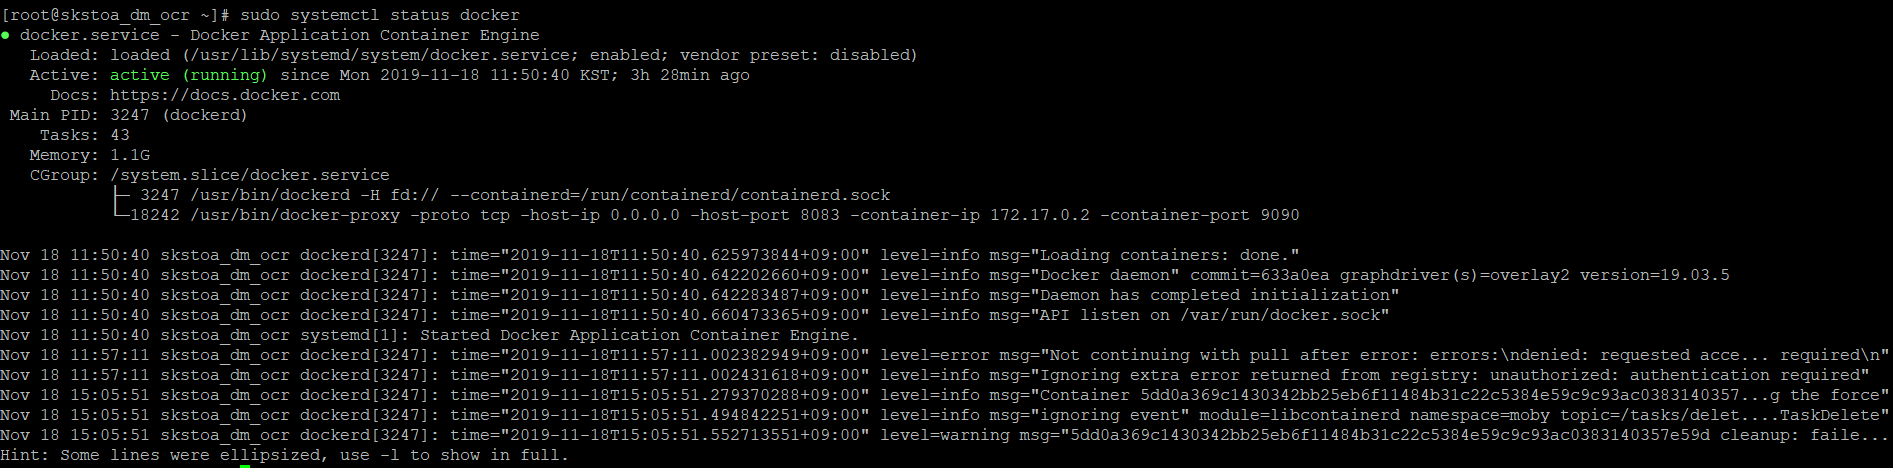 [root@skstoa_dm_ocr ~]# sudo systemctl status docker
● docker.service - Docker Application Container Engine
   Loaded: loaded (/usr/lib/systemd/system/docker.service; enabled; vendor preset: disabled)
   Active: active (running) since Mon 2019-11-18 11:50:40 KST; 3h 28min ago
     Docs: https://docs.docker.com
 Main PID: 3247 (dockerd)
    Tasks: 43
   Memory: 1.1G
   CGroup: /system.slice/docker.service
           ├─ 3247 /usr/bin/dockerd -H fd:// --containerd=/run/containerd/containerd.sock
           └─18242 /usr/bin/docker-proxy -proto tcp -host-ip 0.0.0.0 -host-port 8083 -container-ip 172.17.0.2 -container-port 9090

Nov 18 11:50:40 skstoa_dm_ocr dockerd[3247]: time="2019-11-18T11:50:40.625973844+09:00" level=info msg="Loading containers: done."
Nov 18 11:50:40 skstoa_dm_ocr dockerd[3247]: time="2019-11-18T11:50:40.642202660+09:00" level=info msg="Docker daemon" commit=633a0ea graphdriver(s)=overlay2 version=19.03.5
Nov 18 11:50:40 skstoa_dm_ocr dockerd[3247]: time="2019-11-18T11:50:40.642283487+09:00" level=info msg="Daemon has completed initialization"
Nov 18 11:50:40 skstoa_dm_ocr dockerd[3247]: time="2019-11-18T11:50:40.660473365+09:00" level=info msg="API listen on /var/run/docker.sock"
Nov 18 11:50:40 skstoa_dm_ocr systemd[1]: Started Docker Application Container Engine.
Nov 18 11:57:11 skstoa_dm_ocr dockerd[3247]: time="2019-11-18T11:57:11.002382949+09:00" level=error msg="Not continuing with pull after error: errors:\ndenied: requested acce... required\n"
Nov 18 11:57:11 skstoa_dm_ocr dockerd[3247]: time="2019-11-18T11:57:11.002431618+09:00" level=info msg="Ignoring extra error returned from registry: unauthorized: authentication required"
Nov 18 15:05:51 skstoa_dm_ocr dockerd[3247]: time="2019-11-18T15:05:51.279370288+09:00" level=info msg="Container 5dd0a369c1430342bb25eb6f11484b31c22c5384e59c9c93ac0383140357...g the force"
Nov 18 15:05:51 skstoa_dm_ocr dockerd[3247]: time="2019-11-18T15:05:51.494842251+09:00" level=info msg="ignoring event" module=libcontainerd namespace=moby topic=/tasks/delet....TaskDelete"
Nov 18 15:05:51 skstoa_dm_ocr dockerd[3247]: time="2019-11-18T15:05:51.552713551+09:00" level=warning msg="5dd0a369c1430342bb25eb6f11484b31c22c5384e59c9c93ac0383140357e59d cleanup: faile...
Hint: Some lines were ellipsized, use -l to show in full.